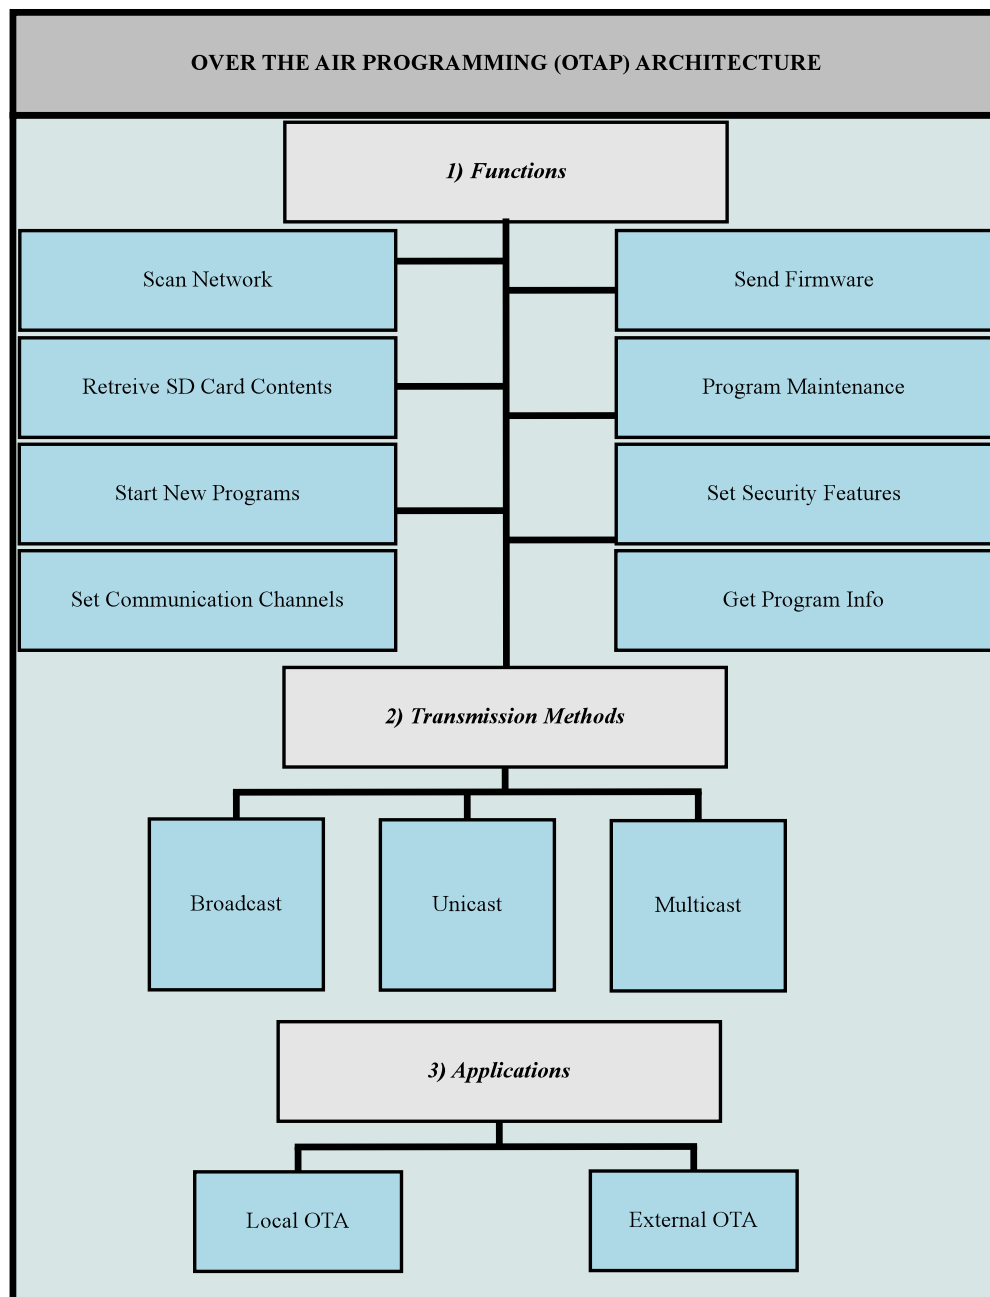 OVER THE AIR PROGRAMMING (OTAP) ARCHITECTURE
1) Functions
Scan Network
Send Firmware
Retreive SD Card Contents
Program Maintenance
Start New Programs
Set Security Features
Set Communication Channels
Get Program Info
2) Transmission Methods
Broadcast
Unicast
Multicast
3) Applications
Local OTA
External OTA